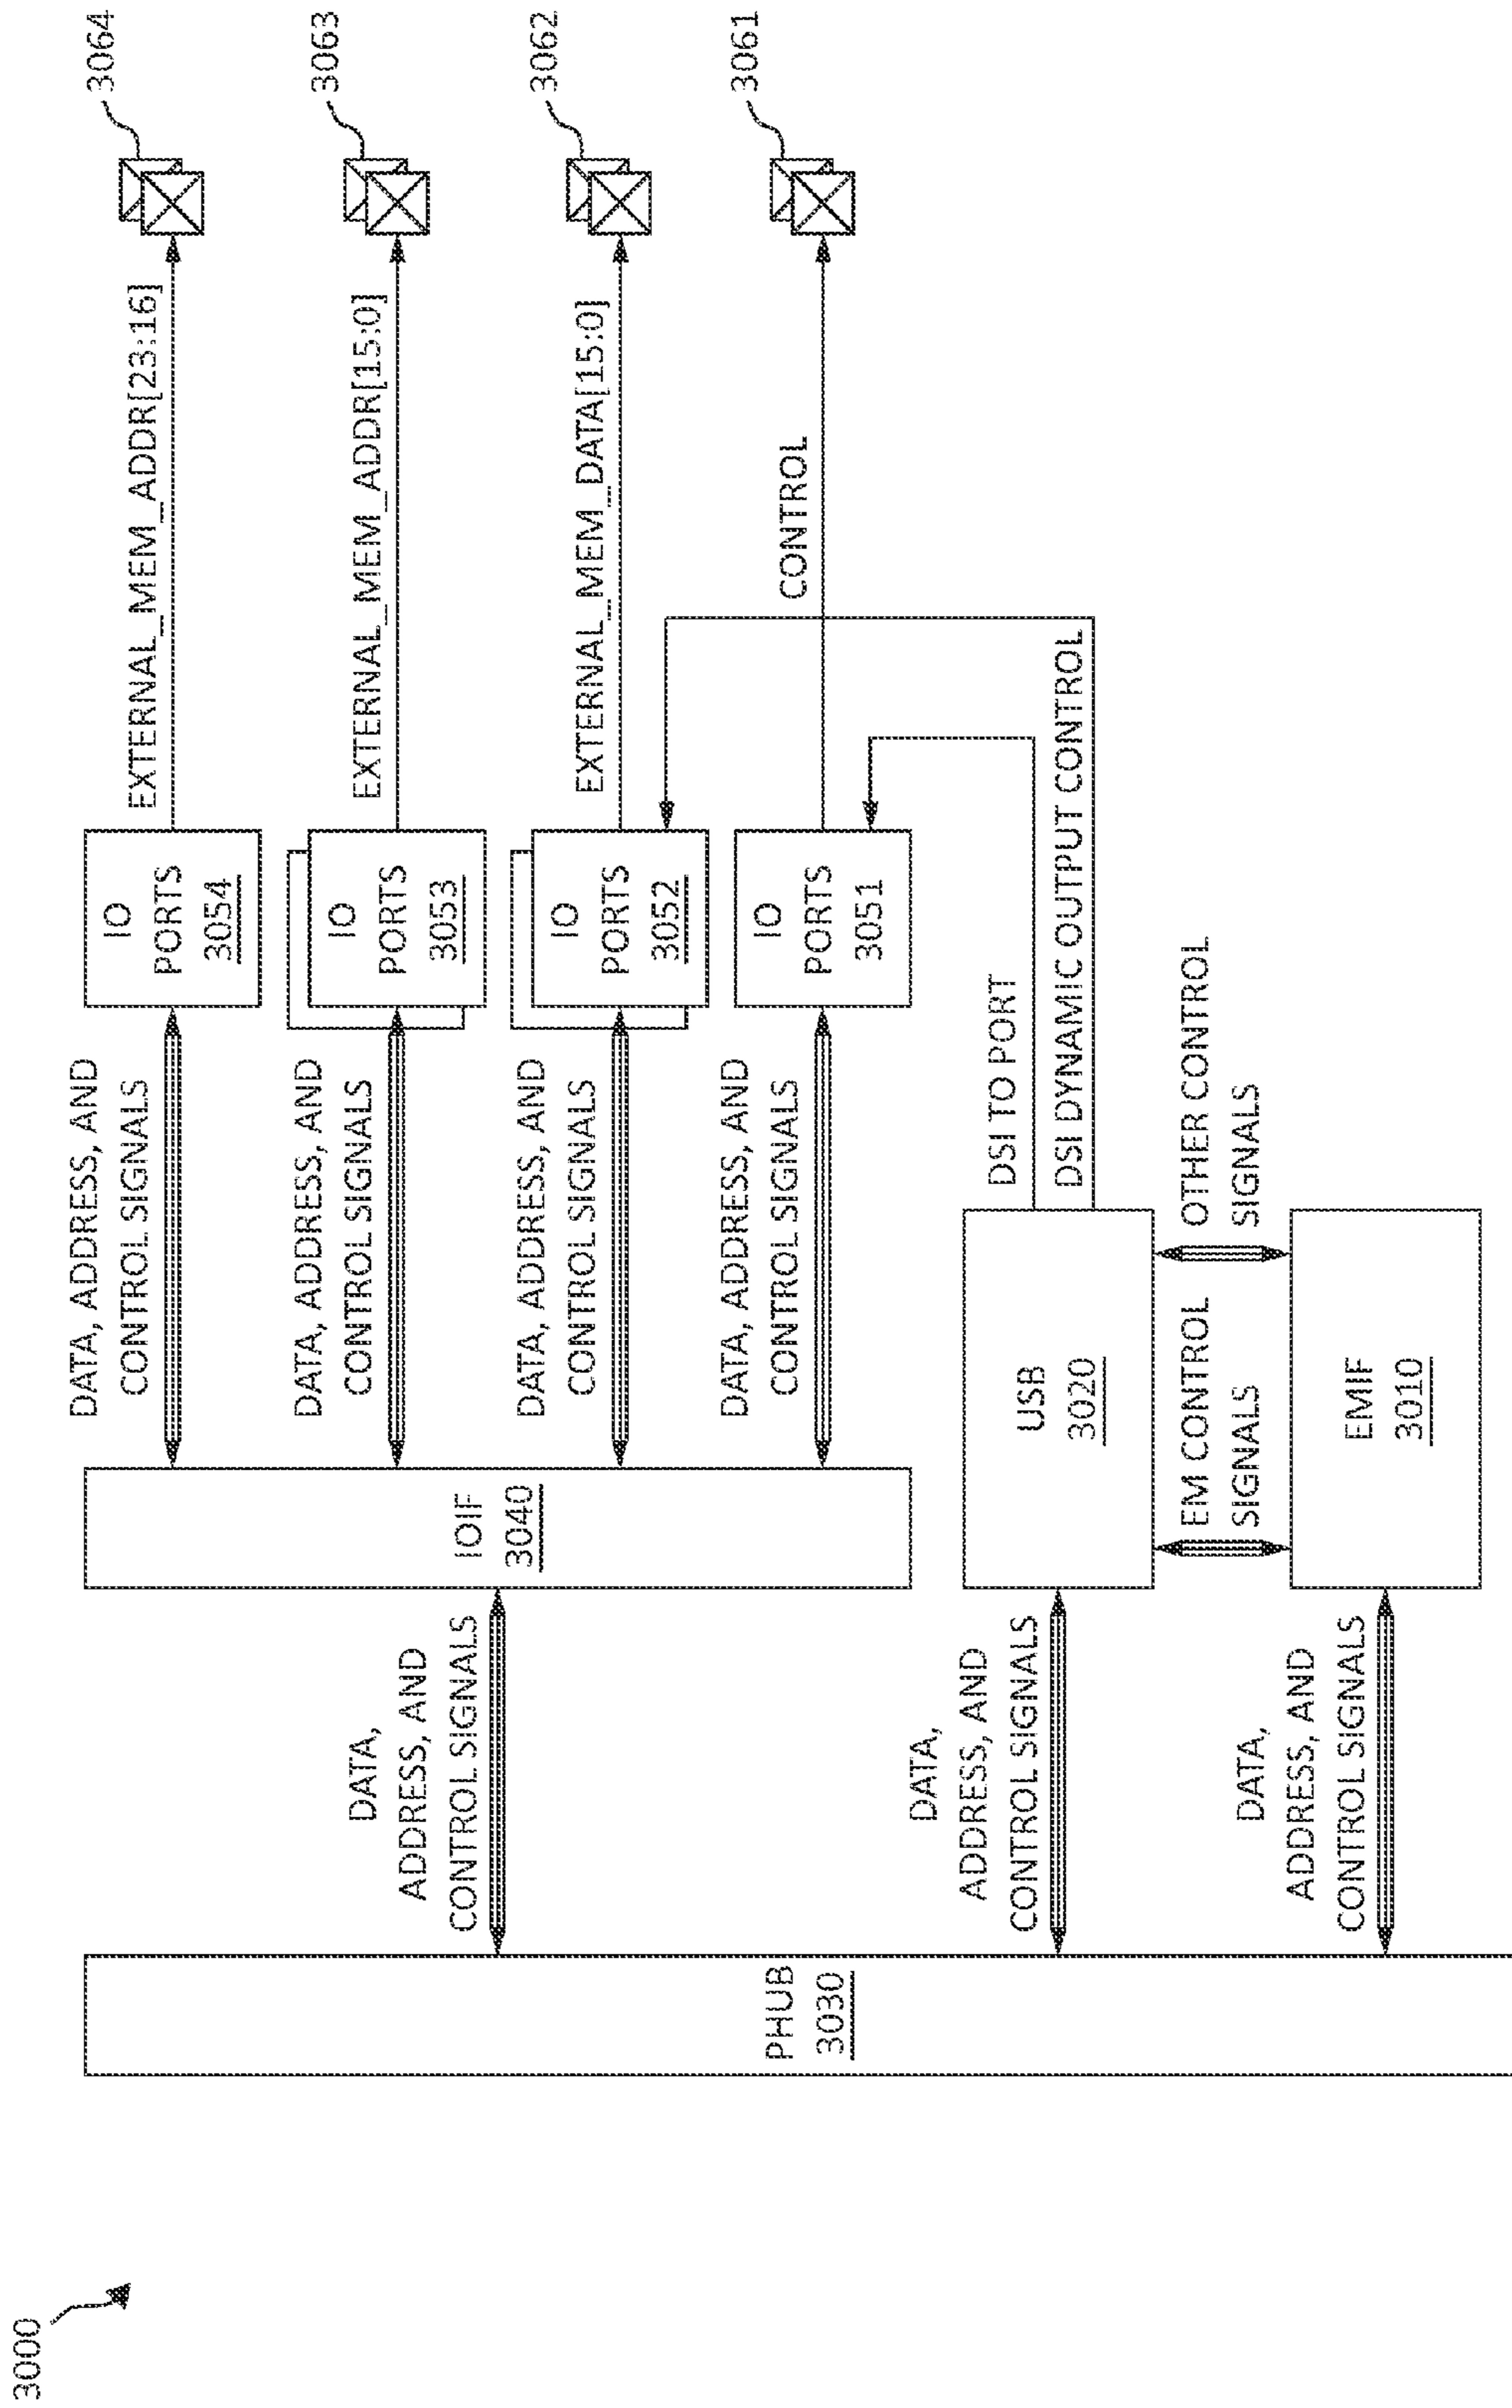 3000
PHUB
3030
DATA,
ADDRESS, AND
CONTROL SIGNALS
DATA,
ADDRESS, AND
CONTROL SIGNALS
DATA,
ADDRESS, AND
CONTROL SIGNALS
IOIF
3040
USB
3020
EM CONTROL
SIGNALS
OTHER CONTROL
SIGNALS
EMIF
3010
DATA, ADDRESS, AND
CONTROL SIGNALS
DATA, ADDRESS, AND
CONTROL SIGNALS
DATA, ADDRESS, AND
CONTROL SIGNALS
DATA, ADDRESS, AND
CONTROL SIGNALS
DSI TO PORT
DSI DYNAMIC OUTPUT CONTROL
IO
PORTS
3054
IO
PORTS
3053
IO
PORTS
3052
IO
PORTS
3051
EXTERNAL_MEM_ADDR[23:16]
EXTERNAL_MEM_ADDR[15:0]
EXTERNAL_MEM_DATA[15:0]
CONTROL
3064
3063
3062
3061